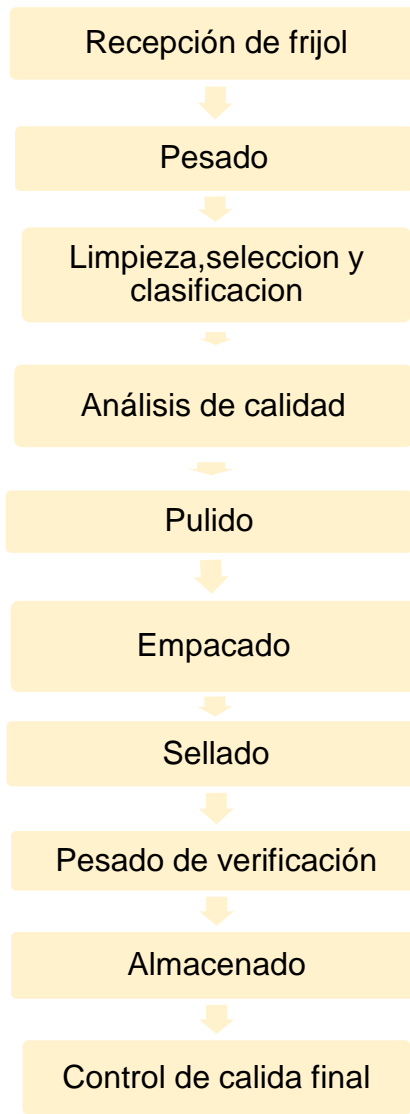 Recepción de frijol
Pesado
Limpieza,seleccion y
clasificacion
Análisis de calidad
Pulido
Empacado
Sellado
Pesado de verificación
Almacenado
Control de calida final